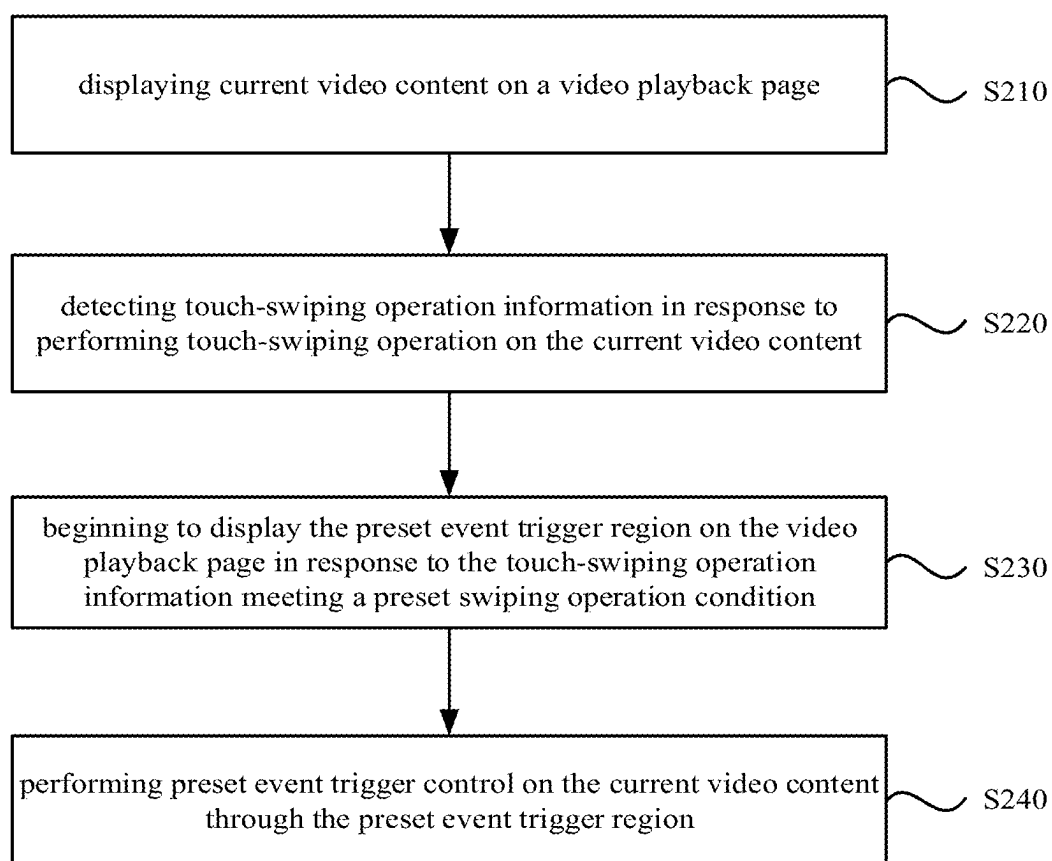 displaying current video content on a video playback page
S210
detecting touch-swiping operation information in response to
performing touch-swiping operation on the current video content
S220
beginning to display the preset event trigger region on the video
playback page in response to the touch-swiping operation
information meeting a preset swiping operation condition
S230
performing preset event trigger control on the current video content
through the preset event trigger region
S240